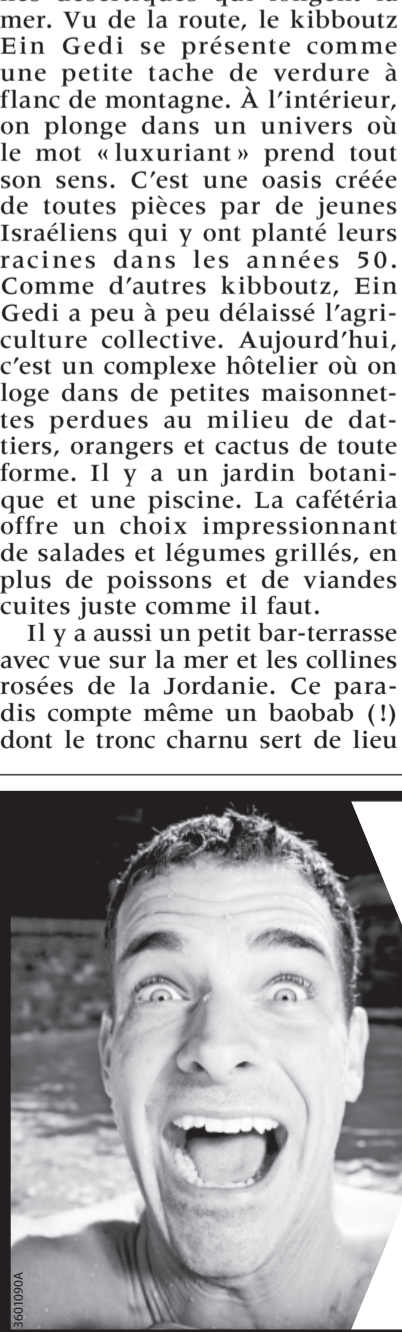 mer. Vu de la route, le kibboutz
Ein Gedi se présente comme
une petite tache de verdure à
flanc de montagne. À l'intérieur,
on plonge dans un univers où
le mot «luxuriant» prend tout
son sens. C'est une oasis créée
de toutes pièces par de jeunes
Israéliens qui y ont planté leurs
racines dans les années 50.
Comme d'autres kibboutz, Ein
Gedi a peu à peu délaissé l'agri-
culture collective. Aujourd'hui,
c'est un complexe hôtelier où on
loge dans de petites maisonnet-
tes perdues au milieu de dat-
tiers, orangers et cactus de toute
forme. Il y a un jardin botani-
que et une piscine. La cafétéria
offre un choix impressionnant
de salades et légumes grillés, en
plus de poissons et de viandes
cuites juste comme il faut.
Il y a aussi un petit bar-terrasse
avec vue sur la mer et les collines
rosées de la Jordanie. Ce para-
dis compte même un baobab (!)
dont le tronc charnu sert de lieu
3601090A